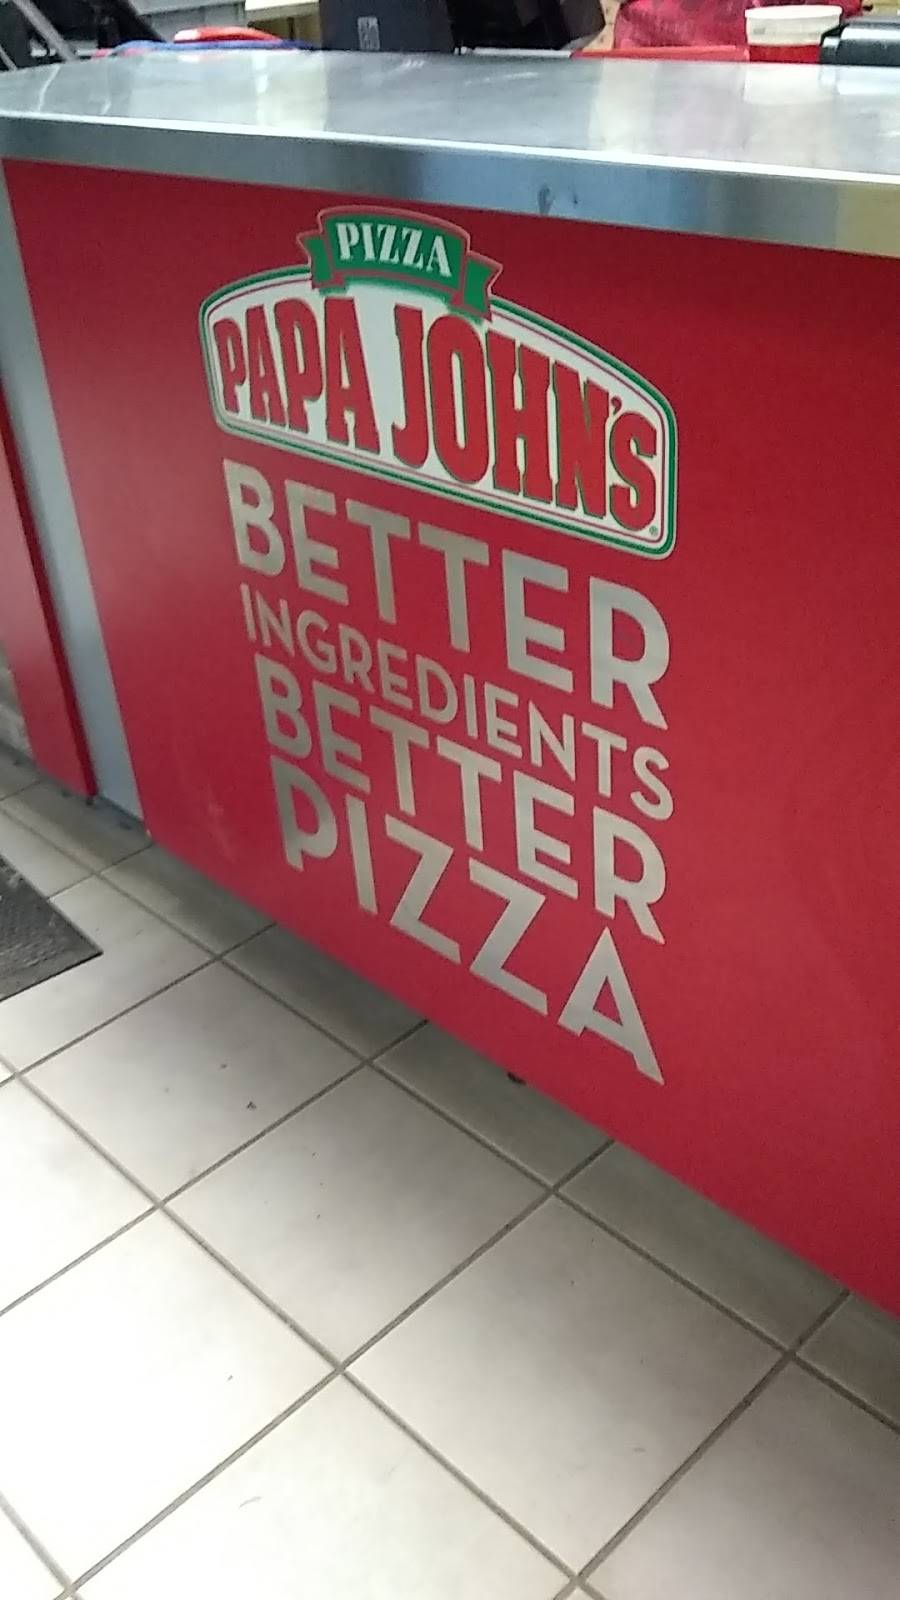 PIZZA
PAPA JOHN'S
BETTER
INGREDIENTS
BETTER
PIZZA